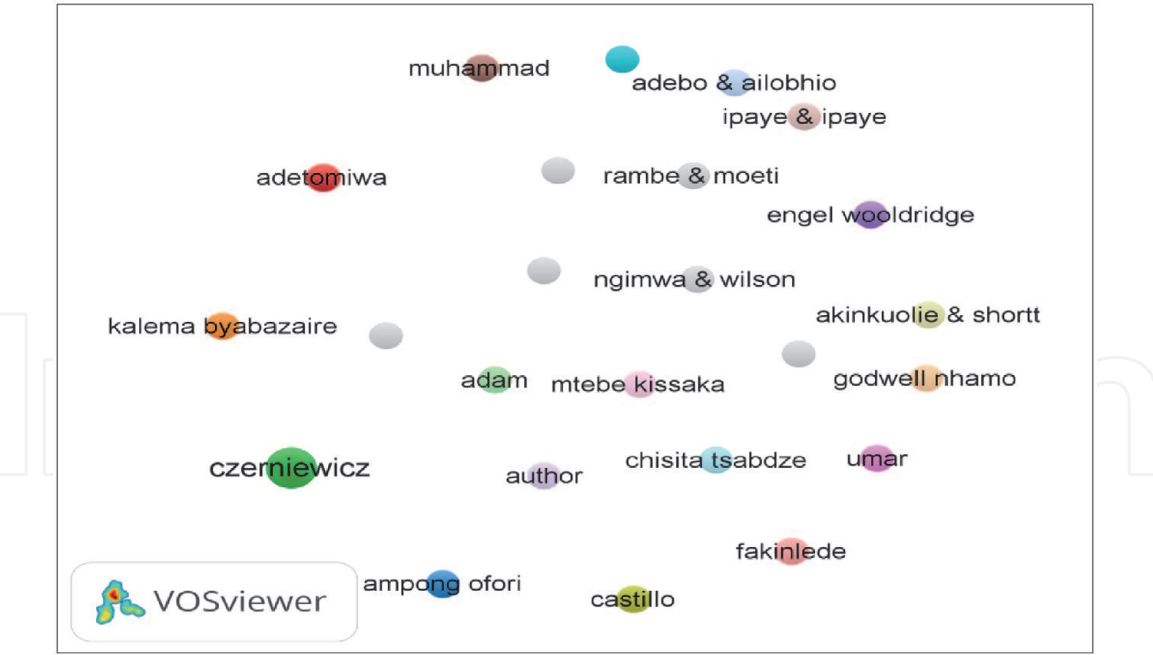 muhammad
adebo & ailobhio
ipaye & ipaye
adetomiwa
rambe & moeti
engel wooldridge
ngimwa & wilson
akinkuolie & shortt
kalema byabazaire
adam
mtebe kissaka
godwell nhamo
czerniewicz
author
chisita tsabdze
umar
fakinlede
ampong ofori
castillo
VOSviewer